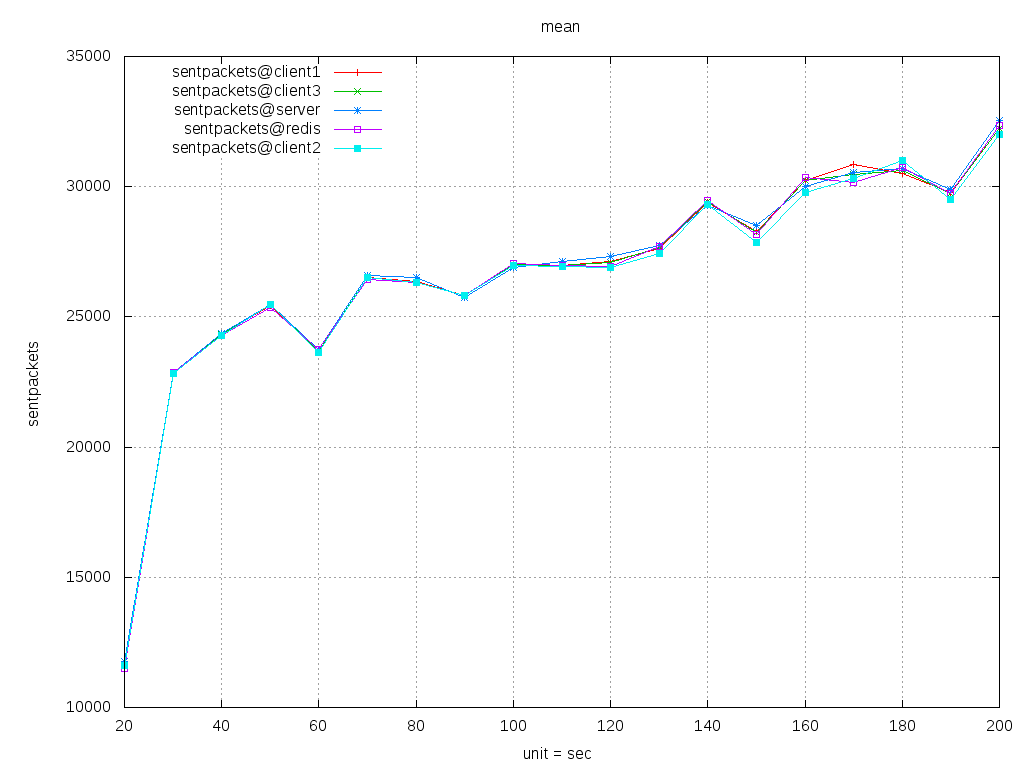 mean
35000
30000
25000
20000
15000
10000
sentpackets
sentpackets@client1
sentpackets@client3
sentpackets@server
sentpackets@redis
sentpackets@client2
20 40 60 80 100 120 140 160 180 200
unit = sec